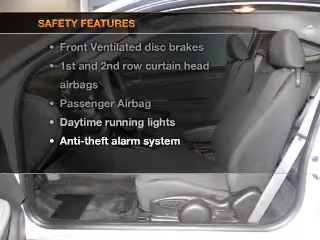 SAFETY FEATURES
• Front Ventilated disc brakes
• 1st and 2nd row curtain head
airbags
• Passenger Airbag
• Daytime running lights
• Anti-theft alarm system